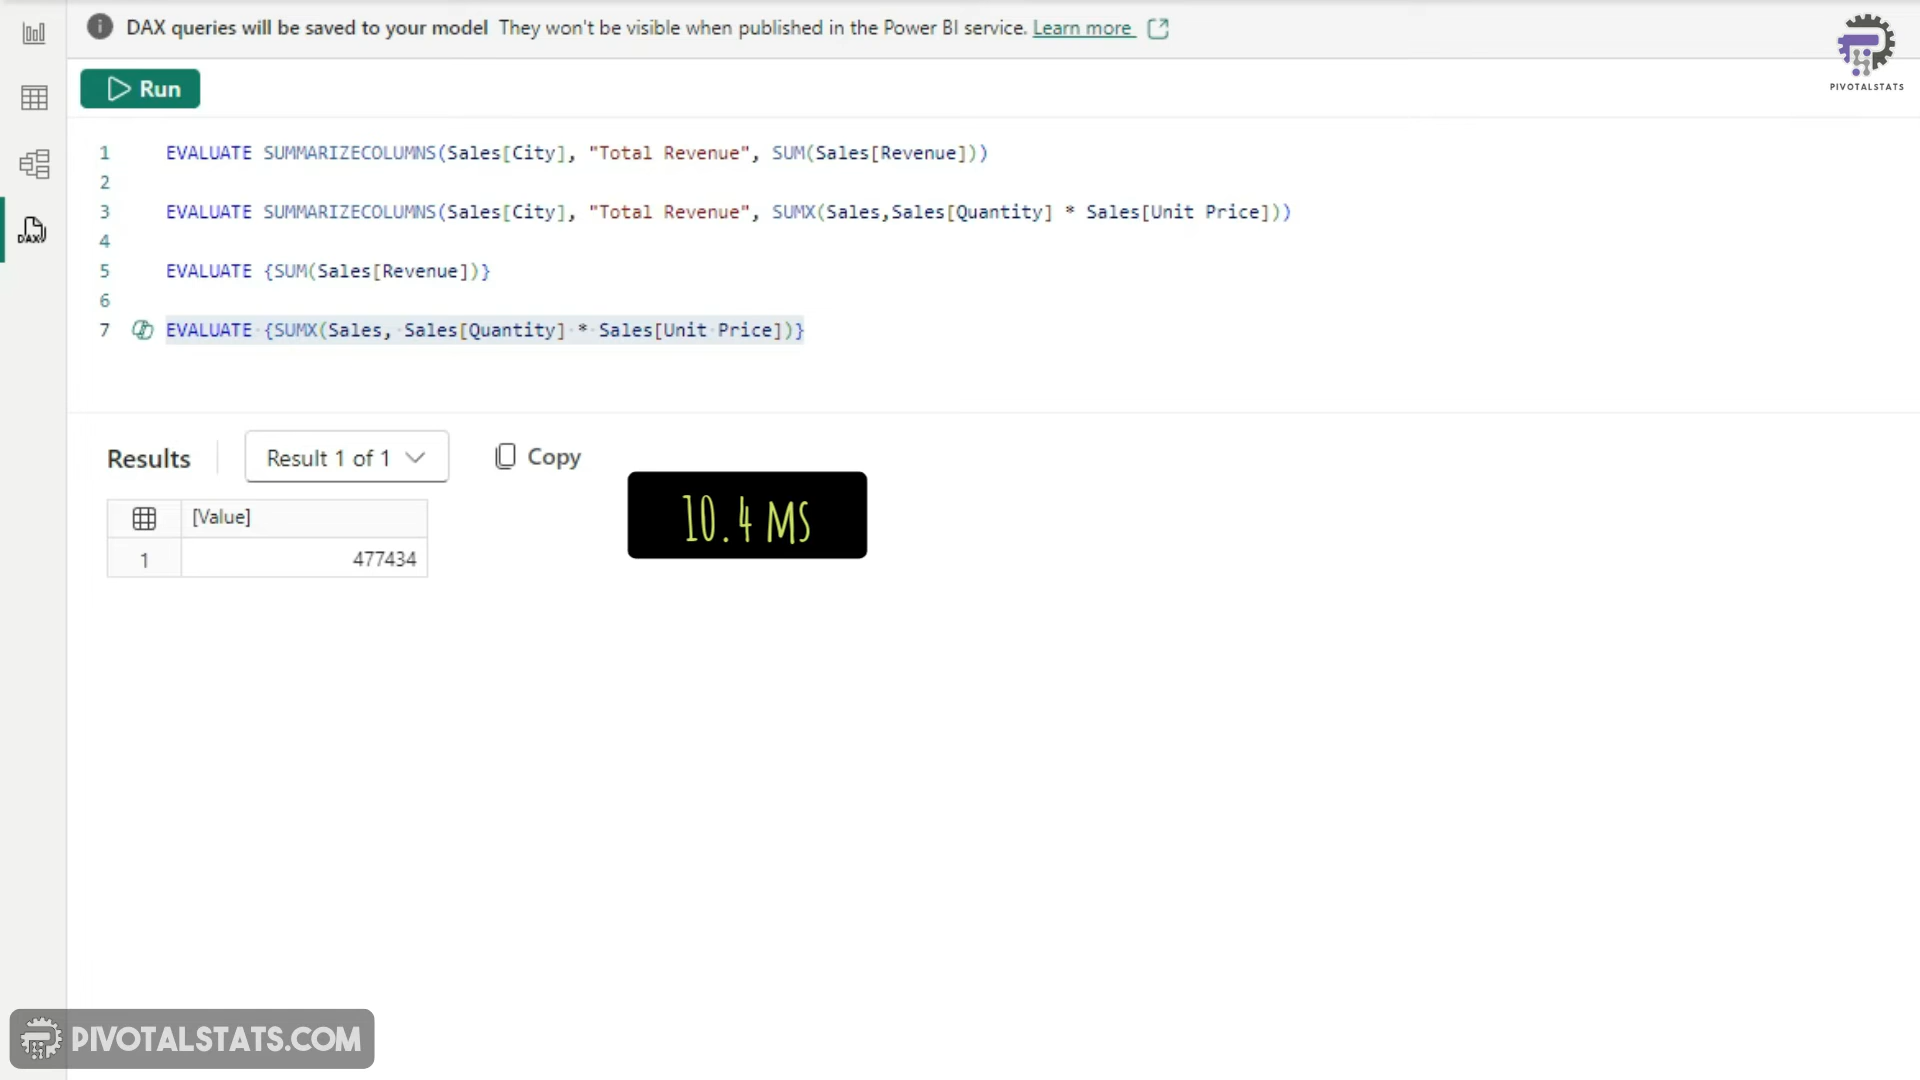 DAX queries will be saved to your model They won't be visible when published in the Power BI service. Learn more
PIVOTALSTATS
Run
1 EVALUATE SUMMARIZECOLUMNS(Sales[City], "Total Revenue", SUM(Sales[Revenue]))
2
3 EVALUATE SUMMARIZECOLUMNS(Sales[City], "Total Revenue", SUMX(Sales,Sales[Quantity] * Sales[Unit Price]))
4
5 EVALUATE {SUM(Sales[Revenue])}
6
7 EVALUATE {SUMX(Sales, Sales[Quantity] * Sales[Unit Price])}
DAX
Results Result 1 of 1 Copy
[Value]
1 477434
10.4 ms
PIVOTALSTATS.COM